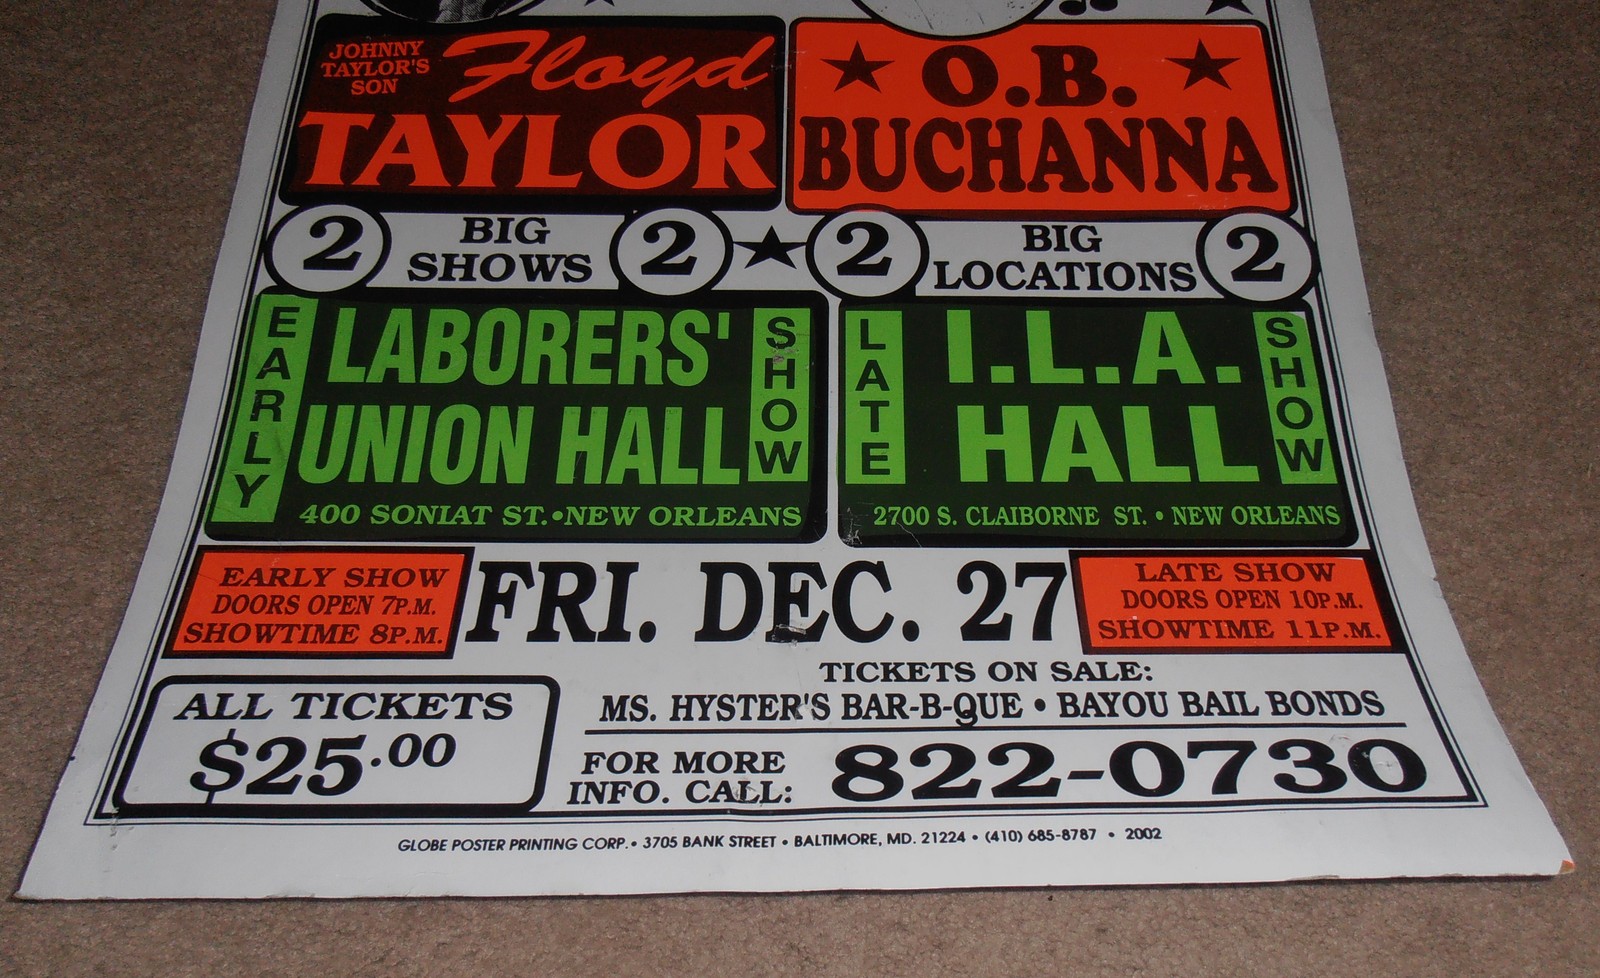 JOHNNY
TAYLOR'S
SON
Floyd
TAYLOR
O.B.
BUCHANNA
2 BIG SHOWS 2
2 BIG LOCATIONS 2
EARLY
LABORERS'
UNION HALL
SHOW
400 SONIAT ST.•NEW ORLEANS
LATE
I.L.A.
HALL
SHOW
2700 S. CLAIBORNE ST. • NEW ORLEANS
EARLY SHOW
DOORS OPEN 7P.M.
SHOWTIME 8P.M.
FRI. DEC. 27
LATE SHOW
DOORS OPEN 10P.M.
SHOWTIME 11P.M.
ALL TICKETS
$25.00
TICKETS ON SALE:
MS. HYSTER'S BAR-B-QUE • BAYOU BAIL BONDS
FOR MORE
INFO. CALL:
822-0730
GLOBE POSTER PRINTING CORP. • 3705 BANK STREET • BALTIMORE, MD. 21224 • (410) 685-8787 • 2002